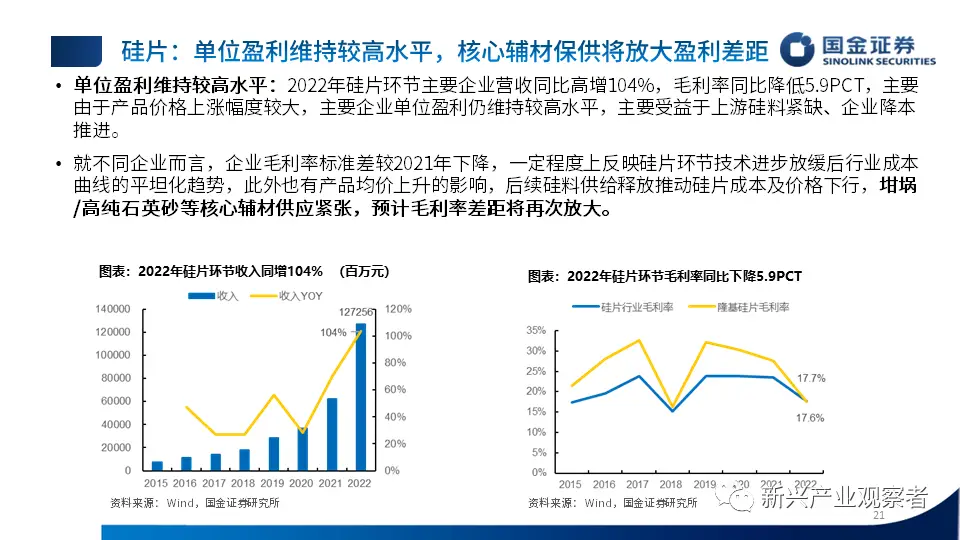 硅片：单位盈利维持较高水平，核心辅材保供将放大盈利差距
国金证券
SINOLINK SECURITIES
• 单位盈利维持较高水平：2022年硅片环节主要企业营收同比高增104%，毛利率同比降低5.9PCT，主要
由于产品价格上涨幅度较大，主要企业单位盈利仍维持较高水平，主要受益于上游硅料紧缺、企业降本
推进。
• 就不同企业而言，企业毛利率标准差较2021年下降，一定程度上反映硅片环节技术进步放缓后行业成本
曲线的平坦化趋势，此外也有产品均价上升的影响，后续硅料供给释放推动硅片成本及价格下行，坩埚
/高纯石英砂等核心辅材供应紧张，预计毛利率差距将再次放大。
图表：2022年硅片环节收入同增104% （百万元）
收入 收入YOY
140000
120000
100000
80000
60000
40000
20000
0
127256
104%
120%
100%
80%
60%
40%
20%
0%
2015 2016 2017 2018 2019 2020 2021 2022
资料来源：Wind，国金证券研究所
图表：2022年硅片环节毛利率同比下降5.9PCT
硅片行业毛利率 隆基硅片毛利率
35%
30%
25%
20%
15%
10%
5%
0%
17.7%
17.6%
2015 2016 2017 2018 2019 2020 2021 2022
资料来源：Wind，国金证券研究所
新兴产业观察者
21